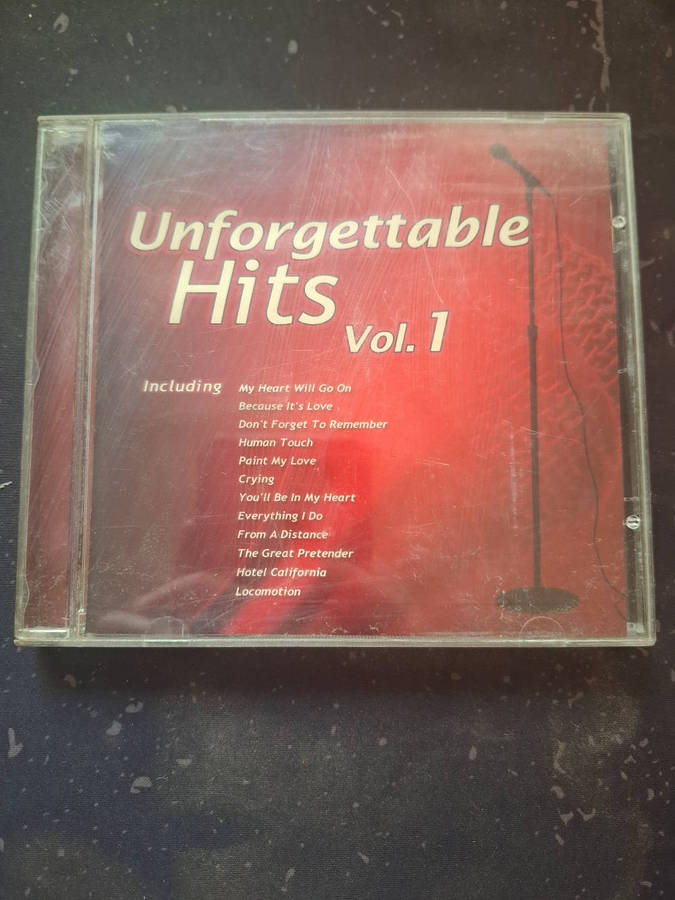 Unforgettable
Hits
Vol. 1
Including
My Heart Will Go On
Because It's Love
Don't Forget To Remember
Human Touch
Paint My Love
Crying
You'll Be In My Heart
Everything I Do
From A Distance
The Great Pretender
Hotel California
Locomotion